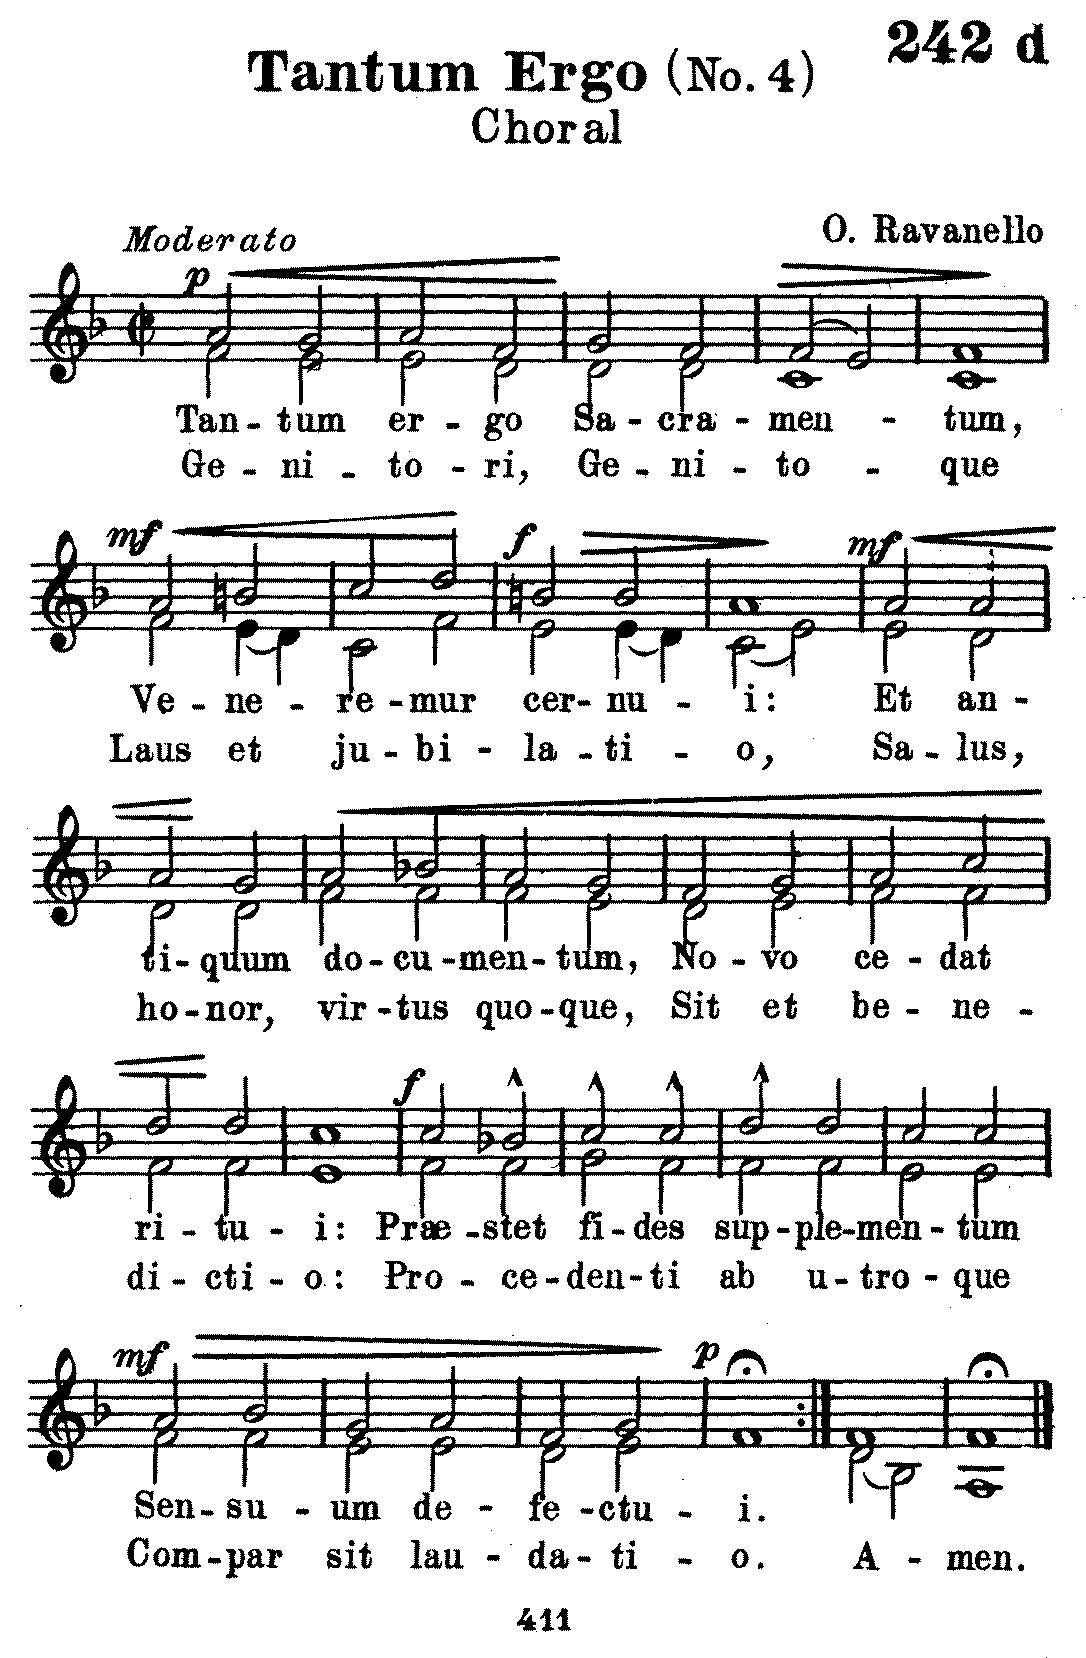 242 d
Tantum Ergo (No. 4)
Choral
O. Ravanello
Moderato
p
Tan - tum er - go Sa - cra - men - tum,
Ge - ni - to - ri, Ge - ni - to - que
mf f mf
Ve - ne - re - mur cer - nu - i: Et an -
Laus et ju - bi - la - ti - o, Sa - lus,
ti - quum do - cu - men - tum, No - vo ce - dat
ho - nor, vir - tus quo - que, Sit et be - ne -
f
ri - tu - i: Præ - stet fi - des sup - ple - men - tum
di - cti - o: Pro - ce - den - ti ab u - tro - que
mf p
Sen - su - um de - fe - ctu - i.
Com - par sit lau - da - ti - o. A - men.
411